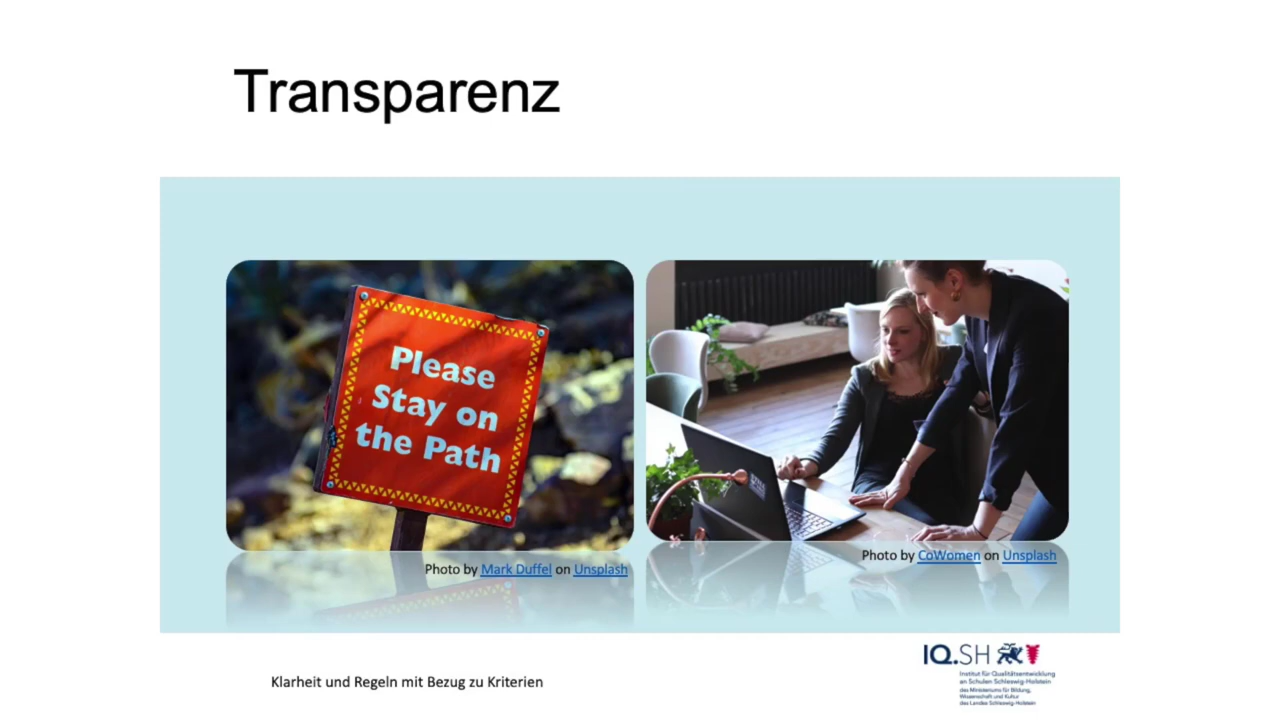 Transparenz
Please
Stay on
the Path
Photo by Mark Duffel on Unsplash
Photo by CoWomen on Unsplash
Klarheit und Regeln mit Bezug zu Kriterien
IQ.SH
Institut für Qualitätsentwicklung
an Schulen Schleswig-Holstein
des Ministeriums für Bildung,
Wissenschaft und Kultur
des Landes Schleswig-Holstein